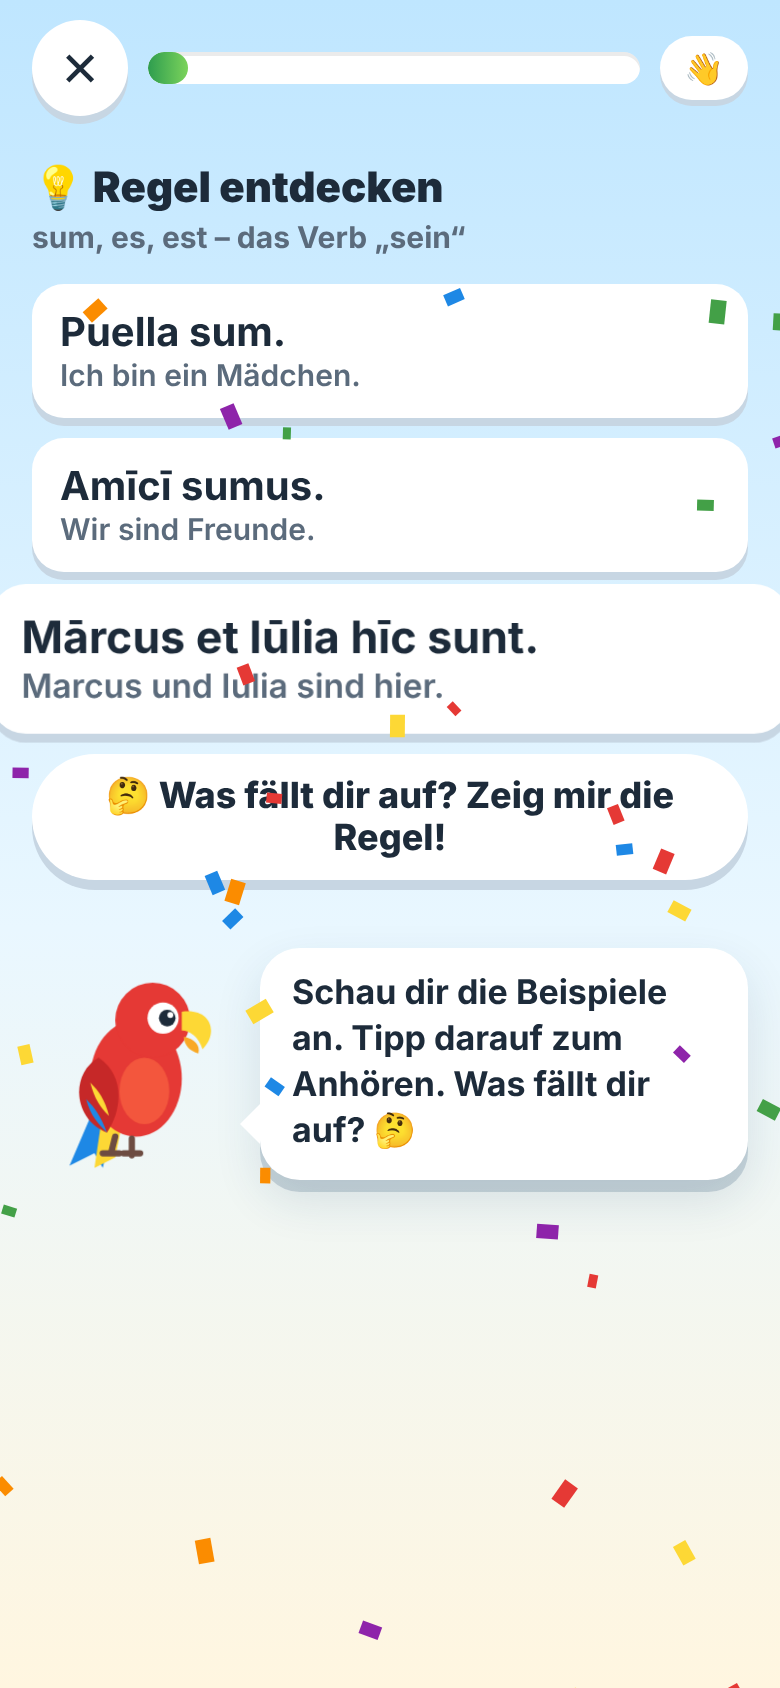 Regel entdecken
sum, es, est – das Verb „sein“
Puella sum.
Ich bin ein Mädchen.
Amīcī sumus.
Wir sind Freunde.
Mārcus et Iūlia hīc sunt.
Marcus und Iulia sind hier.
Was fällt dir auf? Zeig mir die
Regel!
Schau dir die Beispiele
an. Tipp darauf zum
Anhören. Was fällt dir
auf?